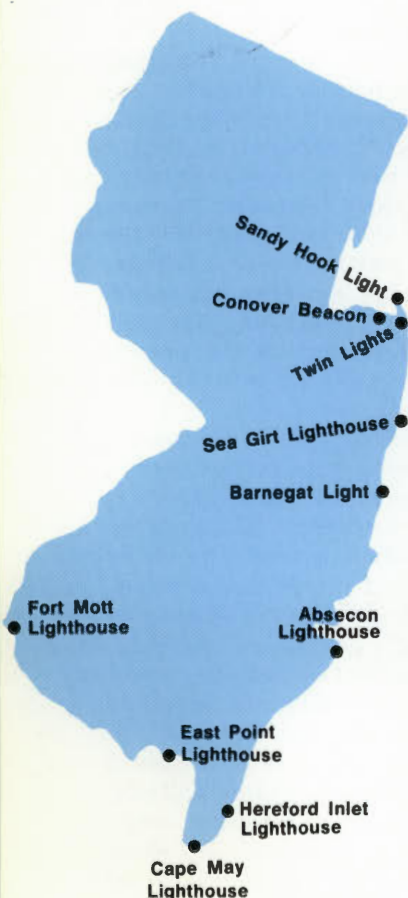 Sandy Hook Light
Conover Beacon
Twin Lights
Sea Girt Lighthouse
Barnegat Light
Fort Mott
Lighthouse
Absecon
Lighthouse
East Point
Lighthouse
Hereford Inlet
Lighthouse
Cape May
Lighthouse